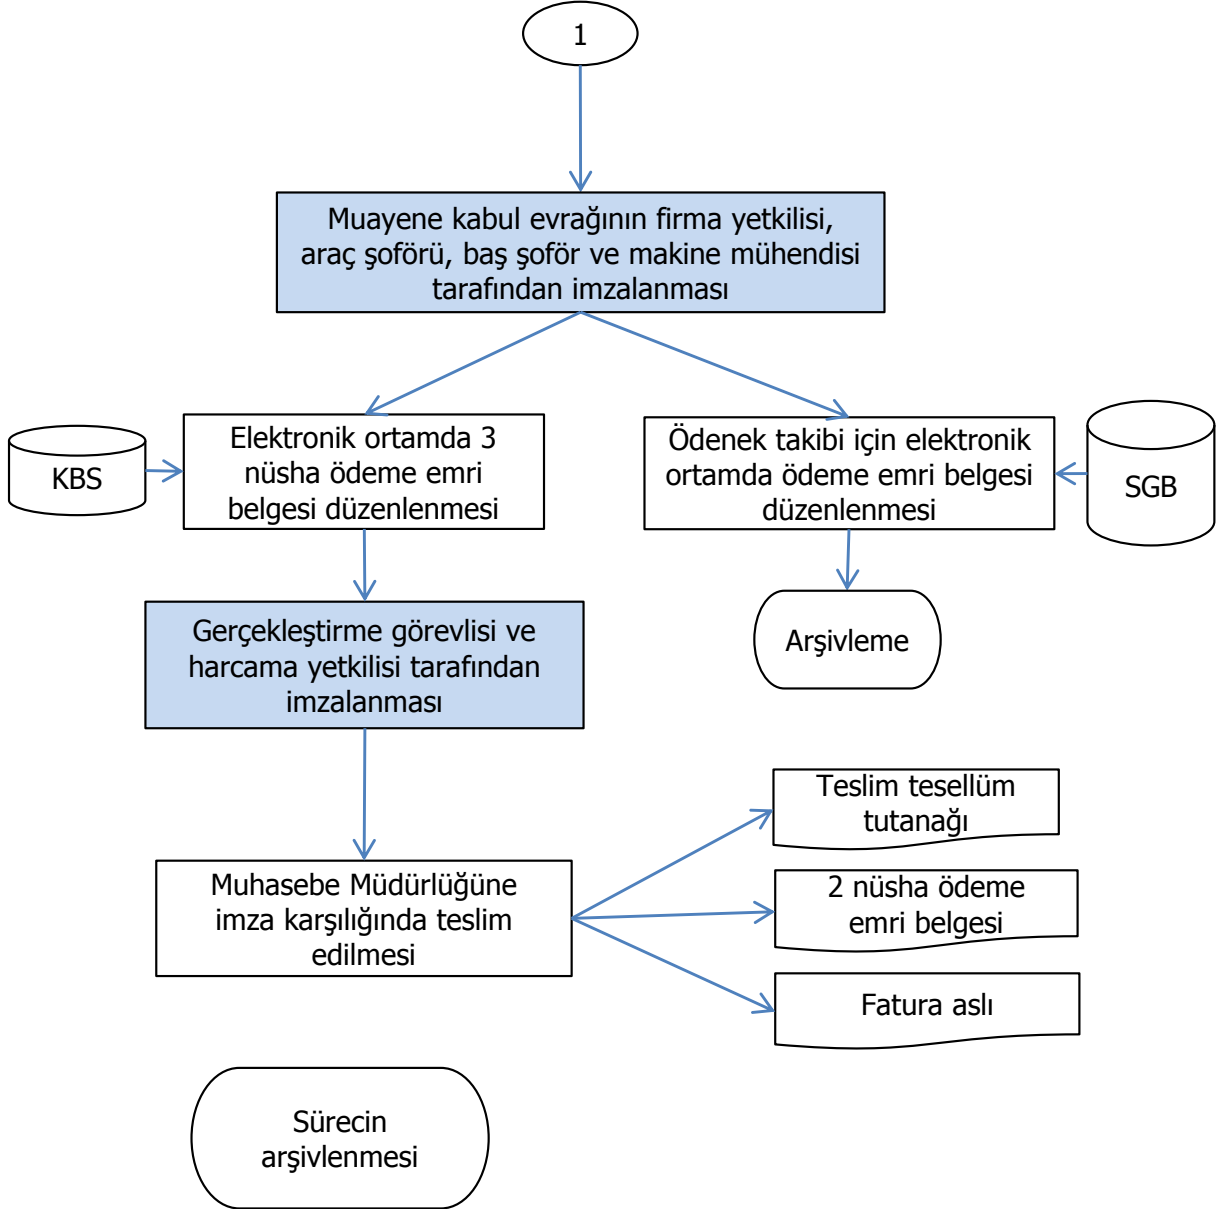 1
Muayene kabul evrağının firma yetkilisi,
araç şoförü, baş şoför ve makine mühendisi
tarafından imzalanması
KBS
Elektronik ortamda 3
nüsha ödeme emri
belgesi düzenlenmesi
Ödenek takibi için elektronik
ortamda ödeme emri belgesi
düzenlenmesi
SGB
Gerçekleştirme görevlisi ve
harcama yetkilisi tarafından
imzalanması
Arşivleme
Muhasebe Müdürlüğüne
imza karşılığında teslim
edilmesi
Teslim tesellüm
tutanağı
2 nüsha ödeme
emri belgesi
Fatura aslı
Sürecin
arşivlenmesi